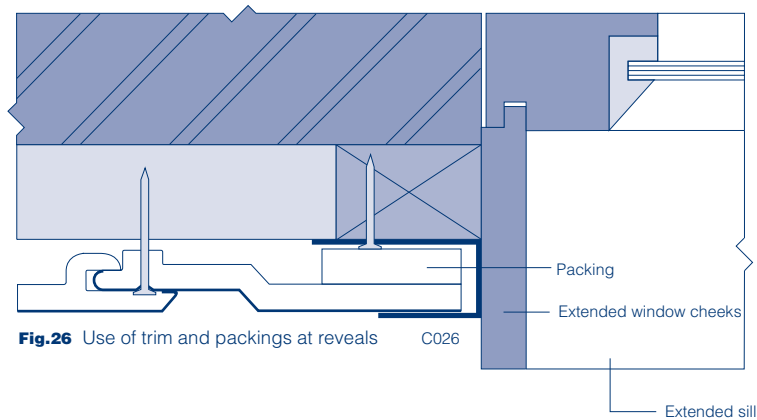 Packing
Extended window cheeks
Fig.26 Use of trim and packings at reveals C026
Extended sill